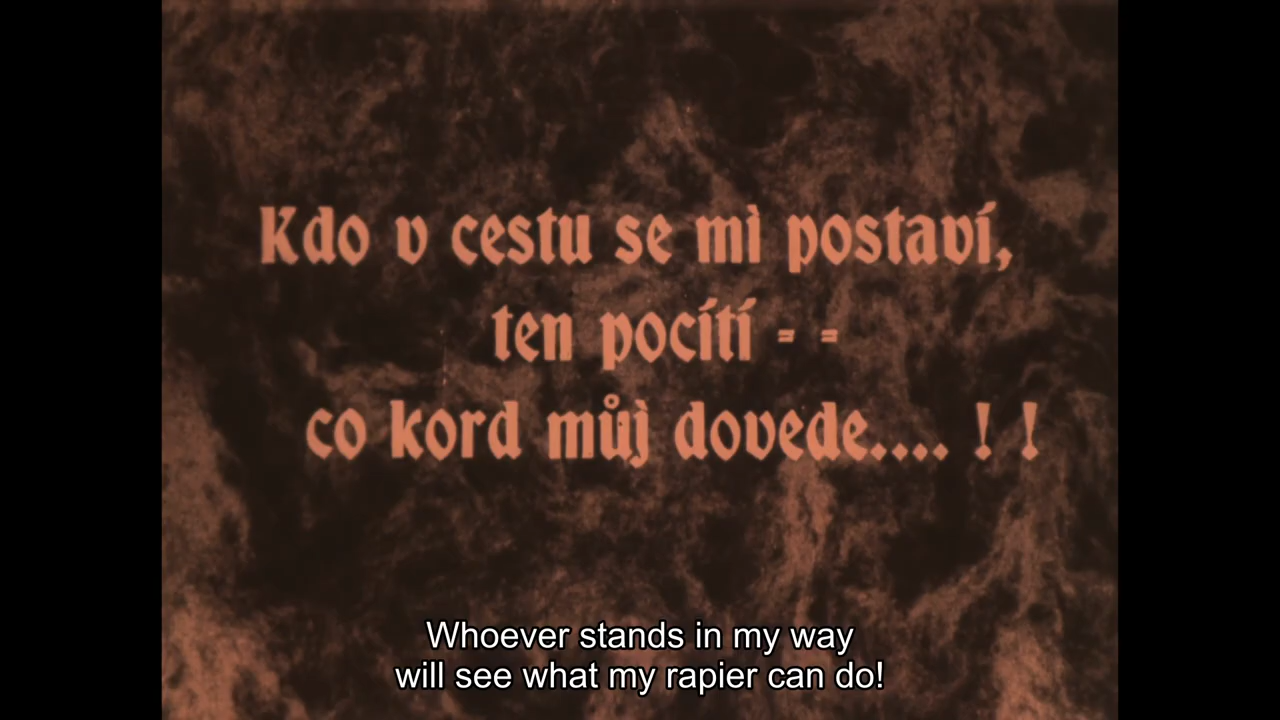 Kdo v cestu se mi postaví,
ten pocítí - -
co kord můj dovede.... ! !
Whoever stands in my way
will see what my rapier can do!